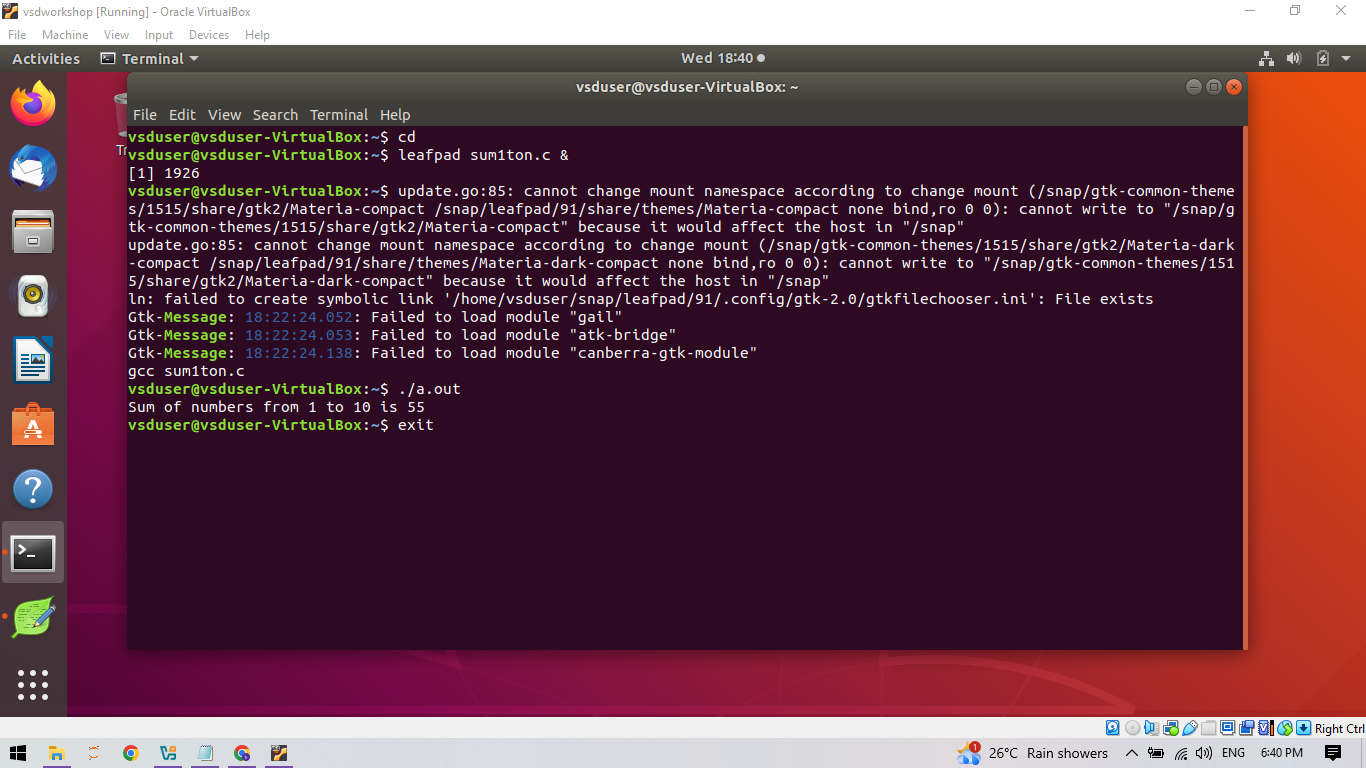 vsdworkshop [Running] - Oracle VirtualBox
File Machine View Input Devices Help
Activities Terminal Wed 18:40
vsduser@vsduser-VirtualBox: ~
File Edit View Search Terminal Help
vsduser@vsduser-VirtualBox:~$ cd
vsduser@vsduser-VirtualBox:~$ leafpad sum1ton.c &
[1] 1926
vsduser@vsduser-VirtualBox:~$ update.go:85: cannot change mount namespace according to change mount (/snap/gtk-common-theme
s/1515/share/gtk2/Materia-compact /snap/leafpad/91/share/themes/Materia-compact none bind,ro 0 0): cannot write to "/snap/g
tk-common-themes/1515/share/gtk2/Materia-compact" because it would affect the host in "/snap"
update.go:85: cannot change mount namespace according to change mount (/snap/gtk-common-themes/1515/share/gtk2/Materia-dark
-compact /snap/leafpad/91/share/themes/Materia-dark-compact none bind,ro 0 0): cannot write to "/snap/gtk-common-themes/151
5/share/gtk2/Materia-dark-compact" because it would affect the host in "/snap"
ln: failed to create symbolic link '/home/vsduser/snap/leafpad/91/.config/gtk-2.0/gtkfilechooser.ini': File exists
Gtk-Message: 18:22:24.052: Failed to load module "gail"
Gtk-Message: 18:22:24.053: Failed to load module "atk-bridge"
Gtk-Message: 18:22:24.138: Failed to load module "canberra-gtk-module"
gcc sum1ton.c
vsduser@vsduser-VirtualBox:~$ ./a.out
Sum of numbers from 1 to 10 is 55
vsduser@vsduser-VirtualBox:~$ exit
Right Ctrl
1 26°C Rain showers ENG 6:40 PM